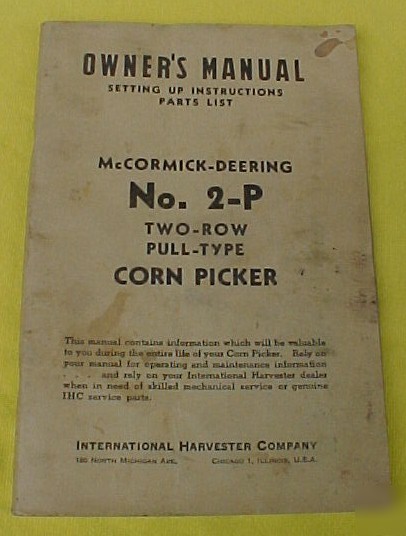 OWNER'S MANUAL
SETTING UP INSTRUCTIONS
PARTS LIST
McCORMICK-DEERING
No. 2-P
TWO-ROW
PULL-TYPE
CORN PICKER
This manual contains information which will be valuable
to you during the entire life of your Corn Picker. Rely on
your manual for operating and maintenance information
. . . . and rely on your International Harvester dealer
when in need of skilled mechanical service or genuine
IHC service parts.
INTERNATIONAL HARVESTER COMPANY
180 NORTH MICHIGAN AVE. CHICAGO 1, ILLINOIS, U.S.A.